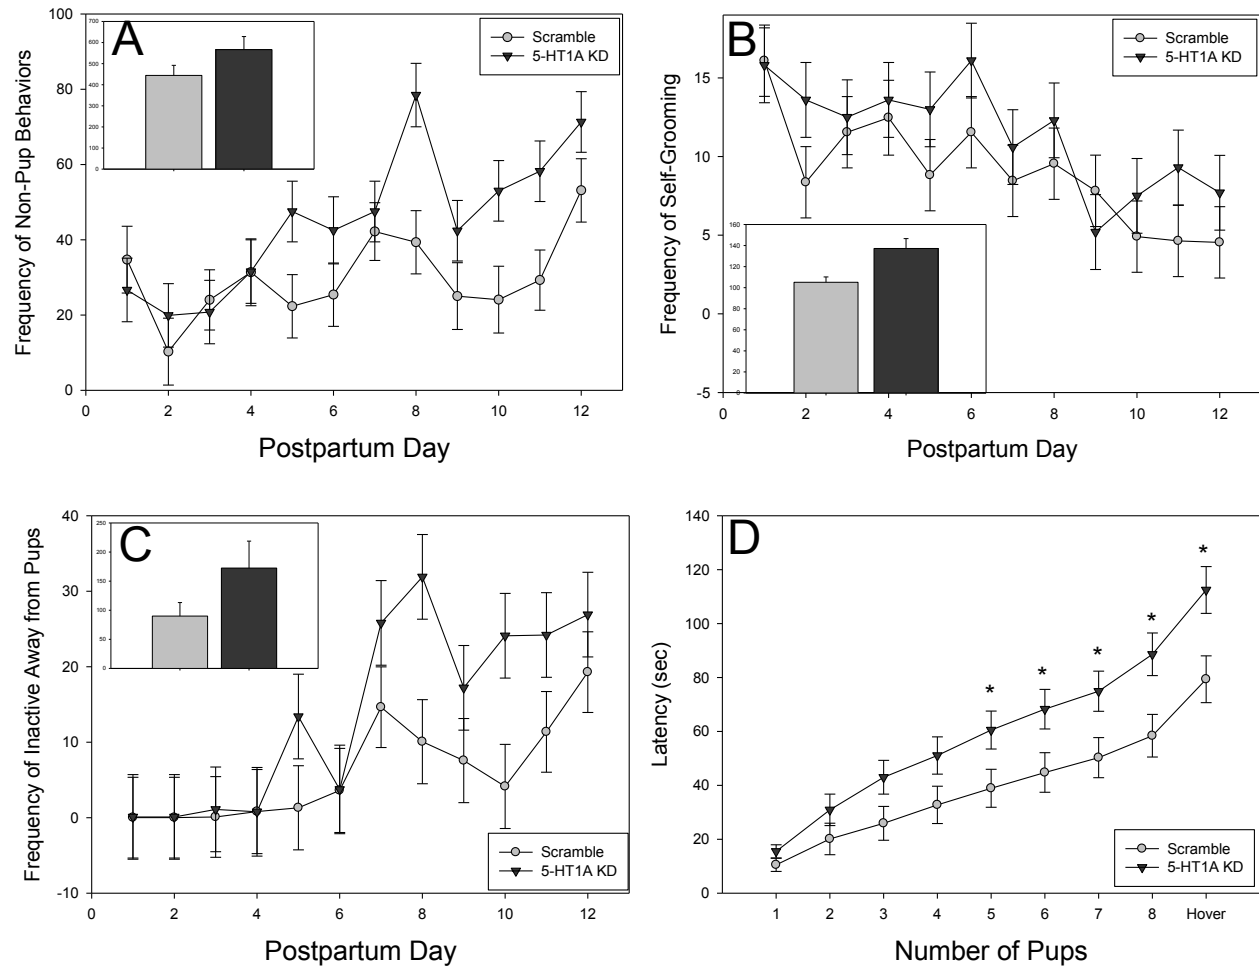 A
Frequency of Non-Pup Behaviors
100
80
60
40
20
0
700
600
500
400
300
200
100
0
Scramble
5-HT1A KD
0 2 4 6 8 10 12
Postpartum Day
B
Frequency of Self-Grooming
15
10
5
0
-5
160
140
120
100
80
60
40
20
0
Scramble
5-HT1A KD
0 2 4 6 8 10 12
Postpartum Day
C
Frequency of Inactive Away from Pups
40
30
20
10
0
-10
250
200
150
100
50
0
Scramble
5-HT1A KD
0 2 4 6 8 10 12
Postpartum Day
D
Latency (sec)
140
120
100
80
60
40
20
0
* * * * *
Scramble
5-HT1A KD
1 2 3 4 5 6 7 8 Hover
Number of Pups